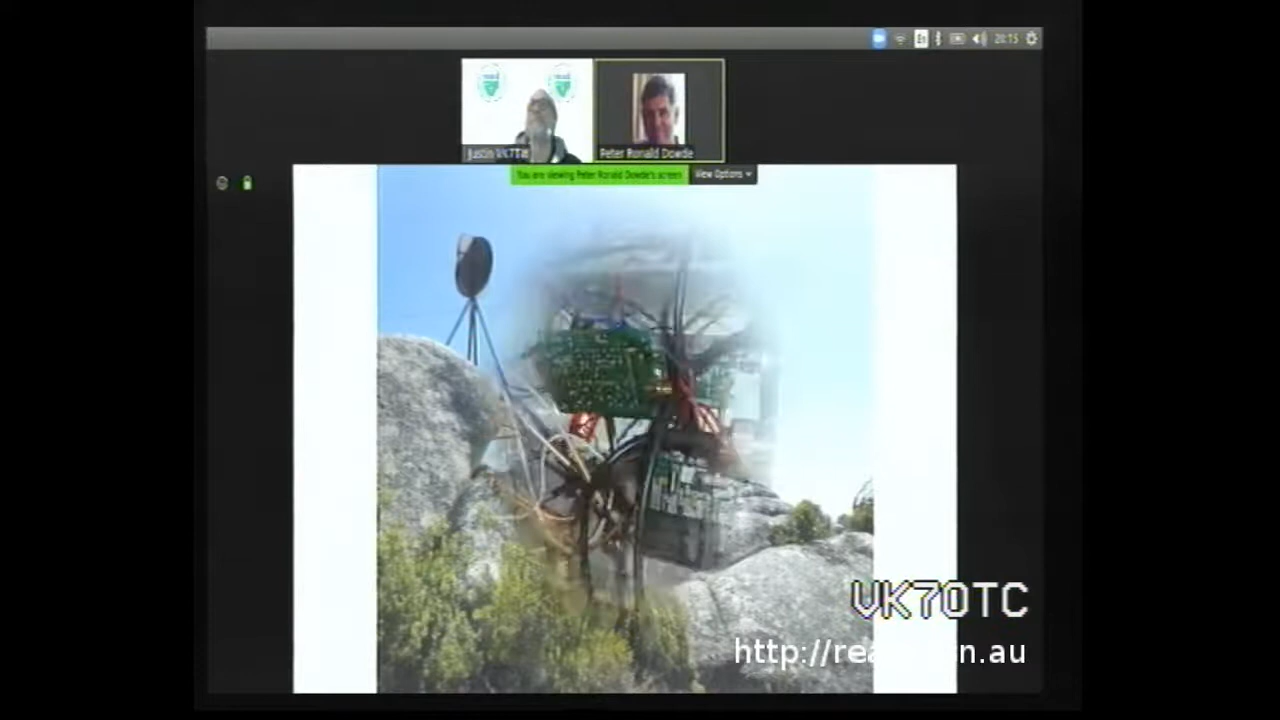 En
20:15
Justin VK7TW
Peter Ronald Dowde
You are viewing Peter Ronald Dowde's screen
View Options
VK7OTC
http://rea
n.au